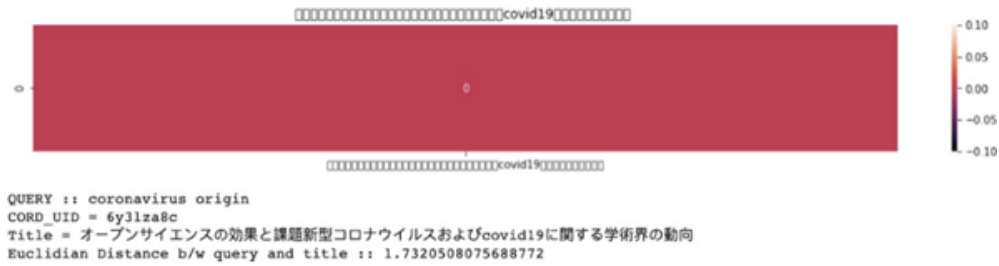 covid19
0.10
0.05
0 0 0.00
−0.05
−0.10
covid19
QUERY :: coronavirus origin
CORD_UID = 6y3lza8c
Title = オープンサイエンスの効果と課題新型コロナウイルスおよびcovid19に関する学術界の動向
Euclidian Distance b/w query and title :: 1.7320508075688772